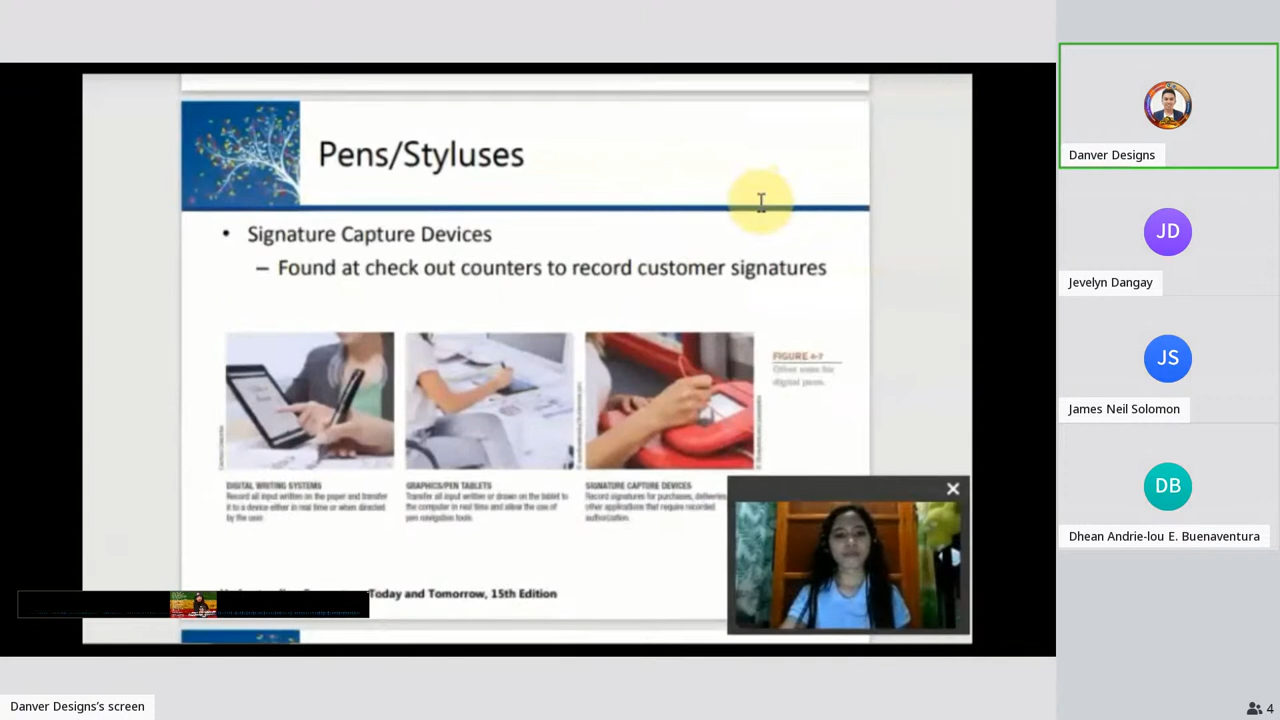 Pens/Styluses
• Signature Capture Devices
– Found at check out counters to record customer signatures
FIGURE 4-7
Other uses for
digital pens.
DIGITAL WRITING SYSTEMS
Record all input written on the paper and transfer
it to a device either in real time or when directed
by the user.
GRAPHICS/PEN TABLETS
Transfer all input written or drawn on the tablet to
the computer in real time and allow the use of
pen navigation tools.
SIGNATURE CAPTURE DEVICES
Record signatures for purchases, deliveries,
other applications that require recorded
authorization.
Today and Tomorrow, 15th Edition
Danver Designs
JD
Jevelyn Dangay
JS
James Neil Solomon
DB
Dhean Andrie-lou E. Buenaventura
Danver Designs's screen
4